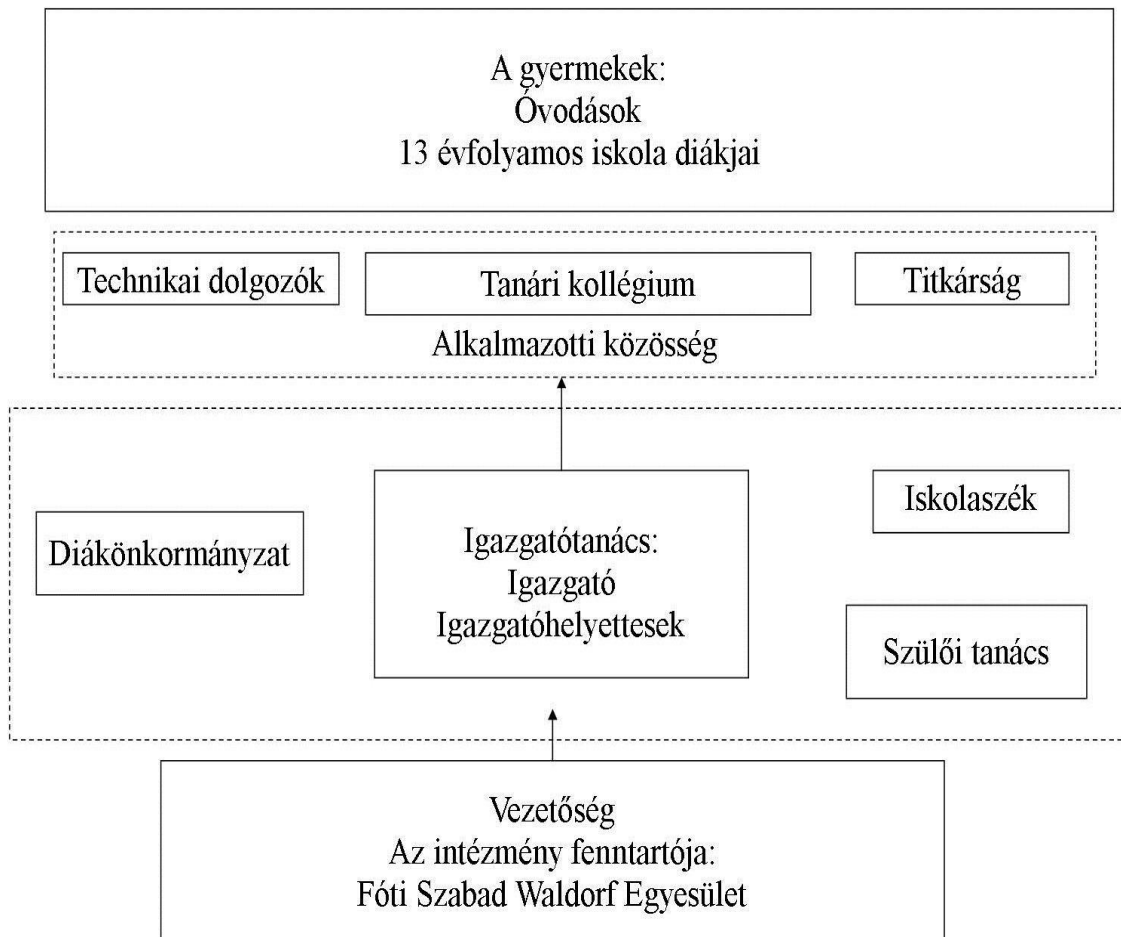 A gyermekek:
Óvodások
13 évfolyamos iskola diákjai
Technikai dolgozók
Tanári kollégium
Titkárság
Alkalmazotti közösség
Diákönkormányzat
Igazgatótanács:
Igazgató
Igazgatóhelyettesek
Iskolaszék
Szülői tanács
Vezetőség
Az intézmény fenntartója:
Fóti Szabad Waldorf Egyesület